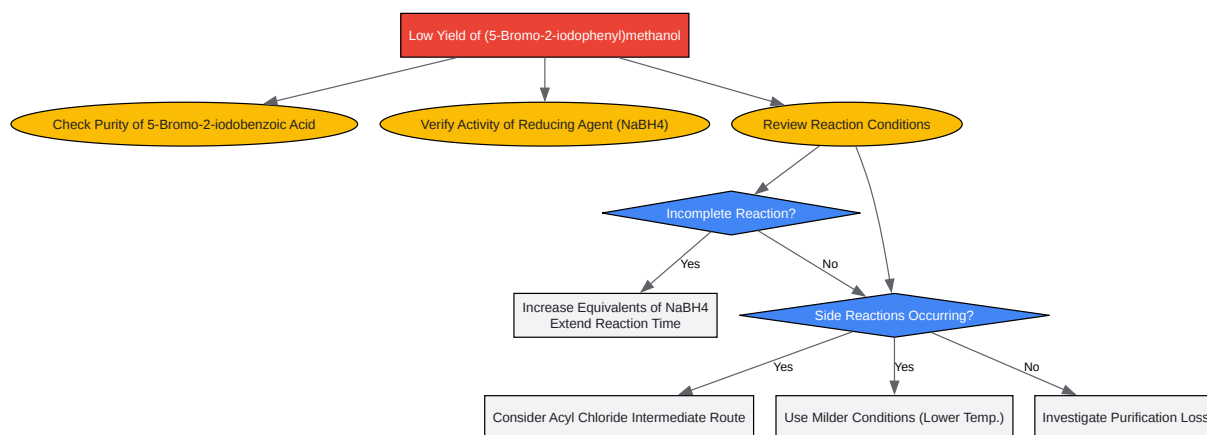 Low Yield of (5-Bromo-2-iodophenyl)methanol
Check Purity of 5-Bromo-2-iodobenzoic Acid
Verify Activity of Reducing Agent (NaBH4)
Review Reaction Conditions
Incomplete Reaction?
Yes
No
Increase Equivalents of NaBH4
Extend Reaction Time
Side Reactions Occurring?
Yes
Yes
No
Consider Acyl Chloride Intermediate Route
Use Milder Conditions (Lower Temp.)
Investigate Purification Loss